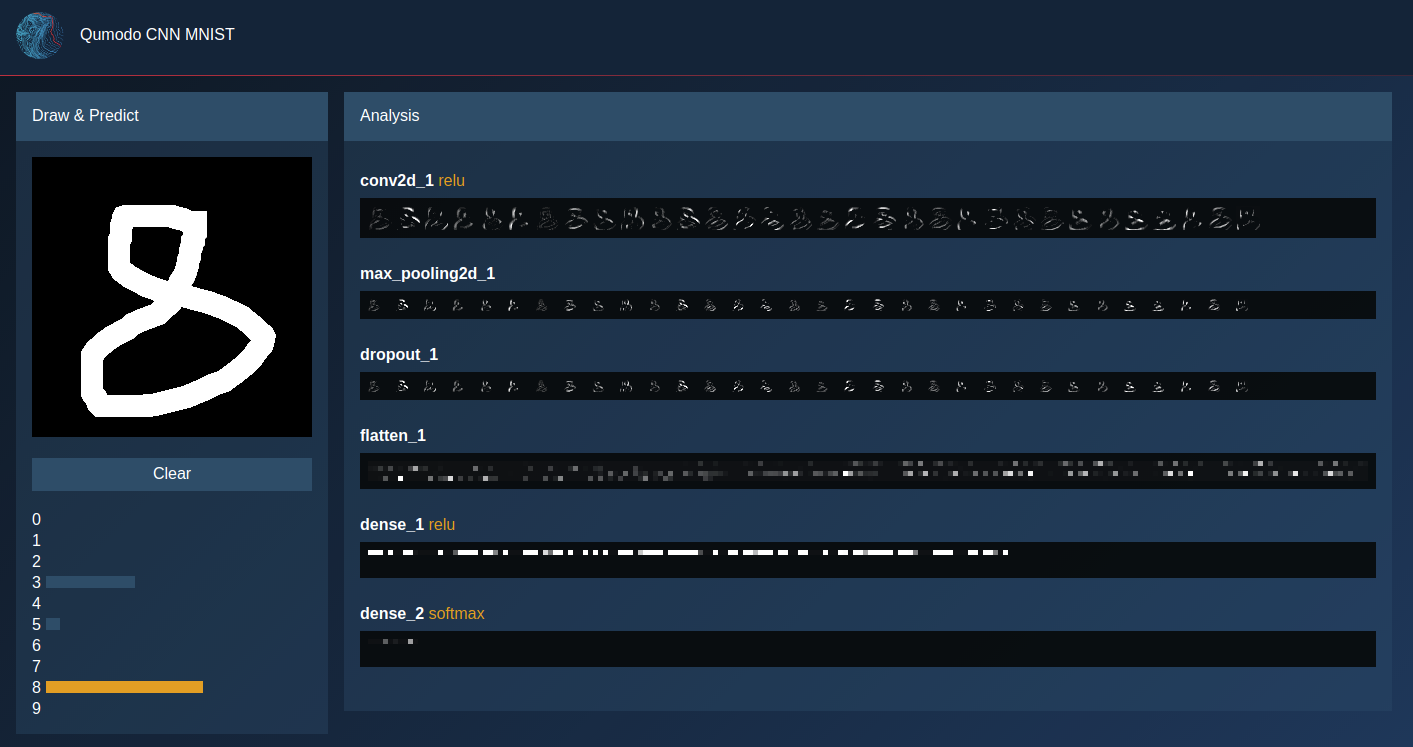 Qumodo CNN MNIST
Draw & Predict
8
Clear
0
1
2
3
4
5
6
7
8
9
Analysis
conv2d_1 relu
max_pooling2d_1
dropout_1
flatten_1
dense_1 relu
dense_2 softmax